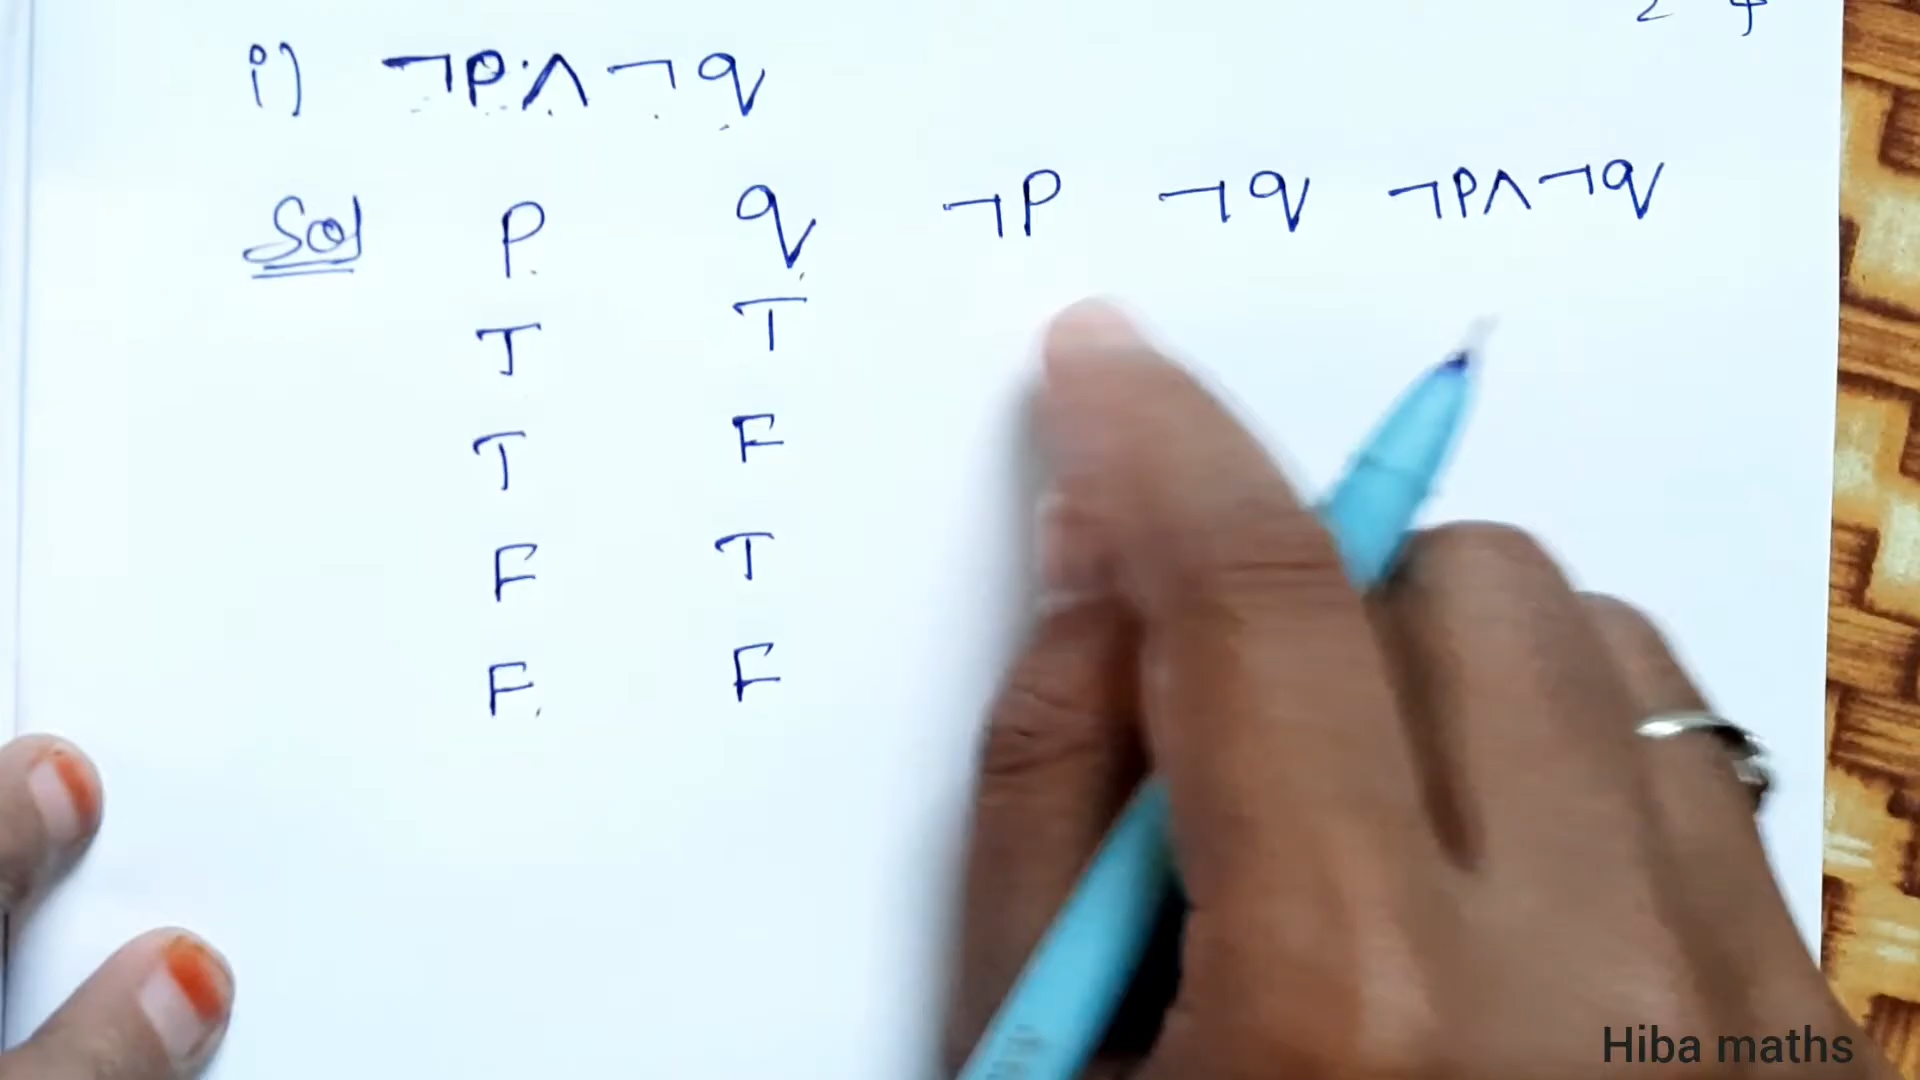 i) ¬P∧¬q
Sol P q ¬P ¬q ¬P∧¬q
T T
T F
F T
F F
Hiba maths